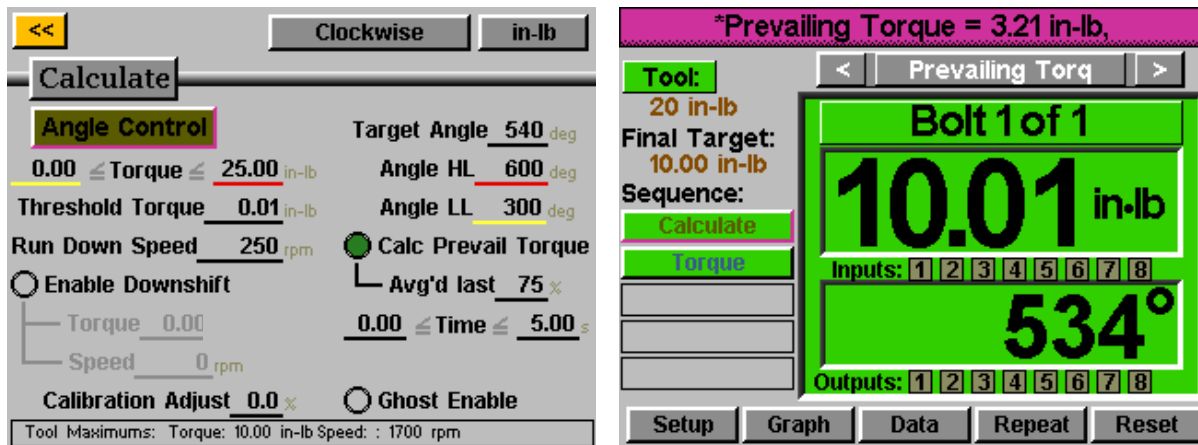 <<
Clockwise
in-lb
Calculate
Angle Control
0.00 ≤ Torque ≤ 25.00 in-lb
Threshold Torque 0.01 in-lb
Run Down Speed 250 rpm
Enable Downshift
Torque 0.00
Speed 0 rpm
Calibration Adjust 0.0 %
Target Angle 540 deg
Angle HL 600 deg
Angle LL 300 deg
Calc Prevail Torque
Avg'd last 75 %
0.00 ≤ Time ≤ 5.00 s
Ghost Enable
Tool Maximums: Torque: 10.00 in-lb Speed: : 1700 rpm
*Prevailing Torque = 3.21 in-lb,
Tool:
20 in-lb
Final Target:
10.00 in-lb
Sequence:
Calculate
Torque
< Prevailing Torq >
Bolt 1 of 1
10.01 in•lb
Inputs: 1 2 3 4 5 6 7 8
534°
Outputs: 1 2 3 4 5 6 7 8
Setup
Graph
Data
Repeat
Reset